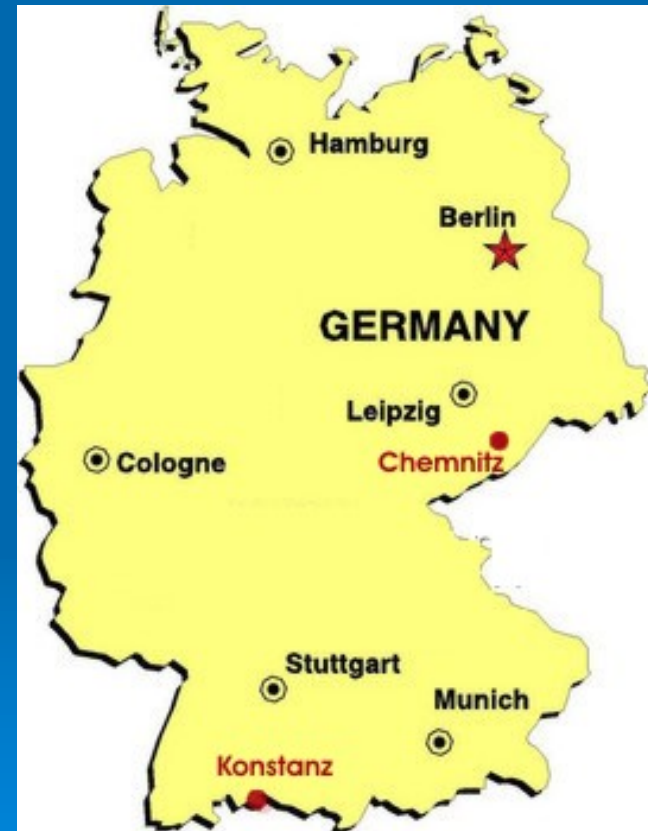 Hamburg
Berlin
GERMANY
Leipzig
Chemnitz
Cologne
Stuttgart
Munich
Konstanz